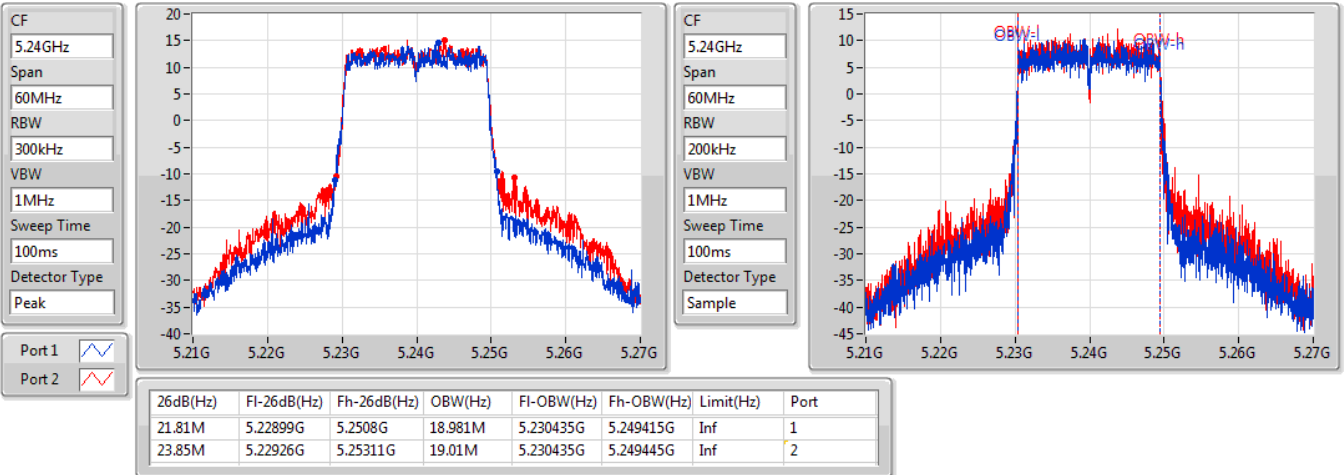 CF
5.24GHz
Span
60MHz
RBW
300kHz
VBW
1MHz
Sweep Time
100ms
Detector Type
Peak
Port 1
Port 2
20
15
10
5
0
-5
-10
-15
-20
-25
-30
-35
-40
5.21G 5.22G 5.23G 5.24G 5.25G 5.26G 5.27G
CF
5.24GHz
Span
60MHz
RBW
200kHz
VBW
1MHz
Sweep Time
100ms
Detector Type
Sample
15
10
5
0
-5
-10
-15
-20
-25
-30
-35
-40
-45
OBW-l
OBW-l
OBW-h
OBW-h
5.21G 5.22G 5.23G 5.24G 5.25G 5.26G 5.27G
26dB(Hz) Fl-26dB(Hz) Fh-26dB(Hz) OBW(Hz) Fl-OBW(Hz) Fh-OBW(Hz) Limit(Hz) Port
21.81M 5.22899G 5.2508G 18.981M 5.230435G 5.249415G Inf 1
23.85M 5.22926G 5.25311G 19.01M 5.230435G 5.249445G Inf 2